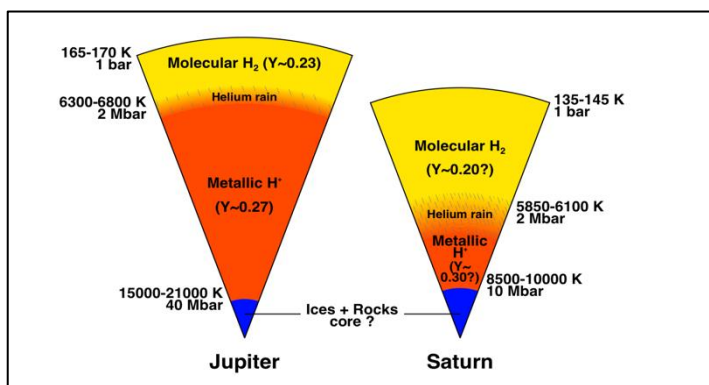 165-170 K
1 bar
Molecular H₂ (Y~0.23)
Helium rain
6300-6800 K
2 Mbar
Metallic H⁺
(Y~0.27)
15000-21000 K
40 Mbar
Ices + Rocks
core ?
Jupiter
135-145 K
1 bar
Molecular H₂
(Y~0.20?)
Helium rain
5850-6100 K
2 Mbar
Metallic
H⁺
(Y~
0.30?)
8500-10000 K
10 Mbar
Saturn